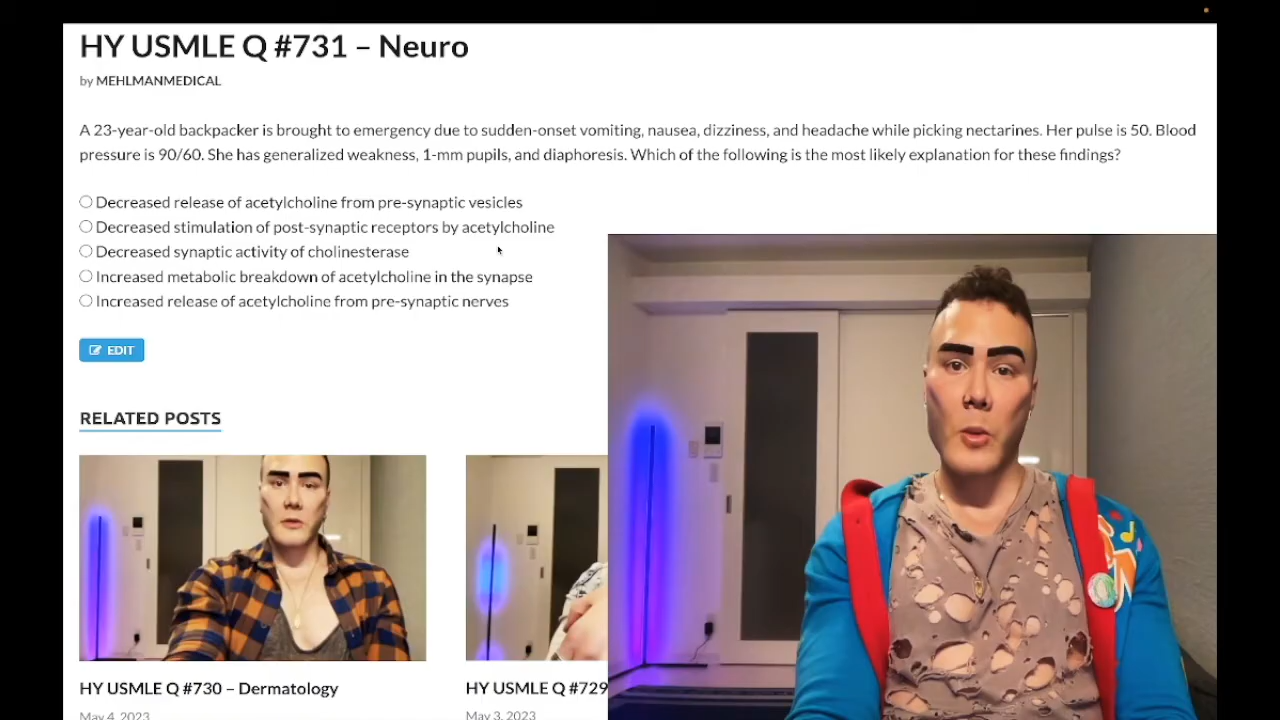 HY USMLE Q #731 – Neuro
by MEHLMANMEDICAL
A 23-year-old backpacker is brought to emergency due to sudden-onset vomiting, nausea, dizziness, and headache while picking nectarines. Her pulse is 50. Blood
pressure is 90/60. She has generalized weakness, 1-mm pupils, and diaphoresis. Which of the following is the most likely explanation for these findings?
Decreased release of acetylcholine from pre-synaptic vesicles
Decreased stimulation of post-synaptic receptors by acetylcholine
Decreased synaptic activity of cholinesterase
Increased metabolic breakdown of acetylcholine in the synapse
Increased release of acetylcholine from pre-synaptic nerves
EDIT
RELATED POSTS
HY USMLE Q #730 – Dermatology
May 4, 2023
HY USMLE Q #729
May 3, 2023